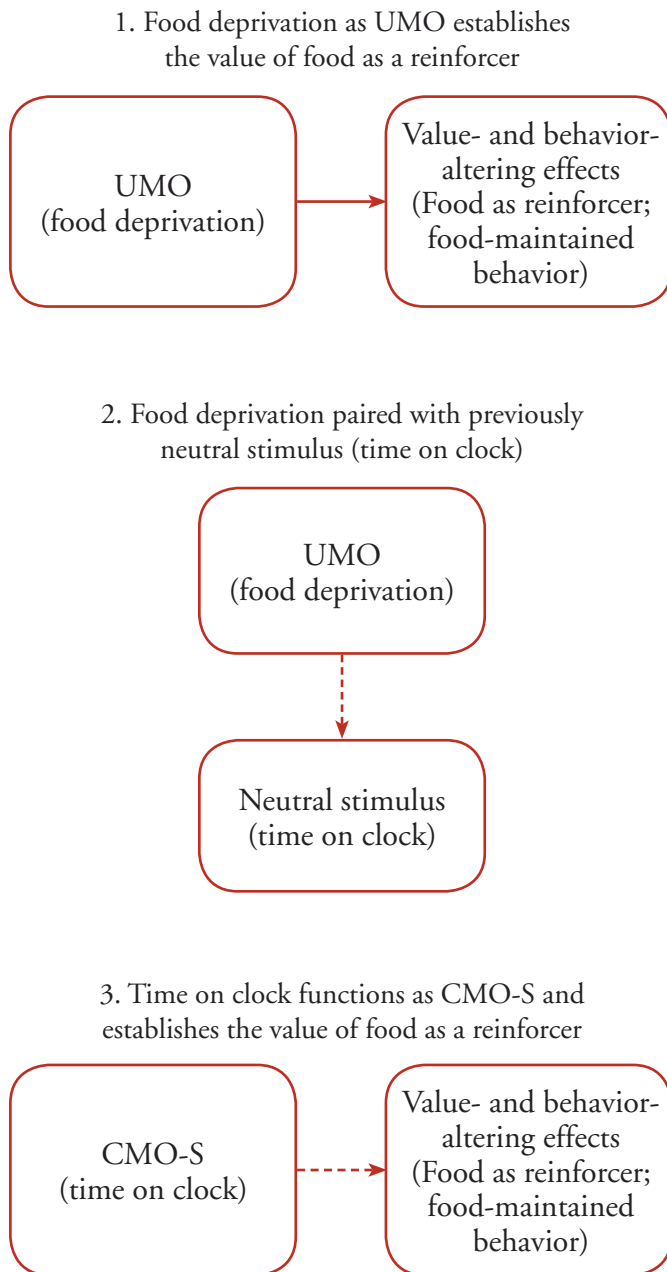 1. Food deprivation as UMO establishes
the value of food as a reinforcer
UMO
(food deprivation)
Value- and behavior-
altering effects
(Food as reinforcer;
food-maintained
behavior)
2. Food deprivation paired with previously
neutral stimulus (time on clock)
UMO
(food deprivation)
Neutral stimulus
(time on clock)
3. Time on clock functions as CMO-S and
establishes the value of food as a reinforcer
CMO-S
(time on clock)
Value- and behavior-
altering effects
(Food as reinforcer;
food-maintained
behavior)